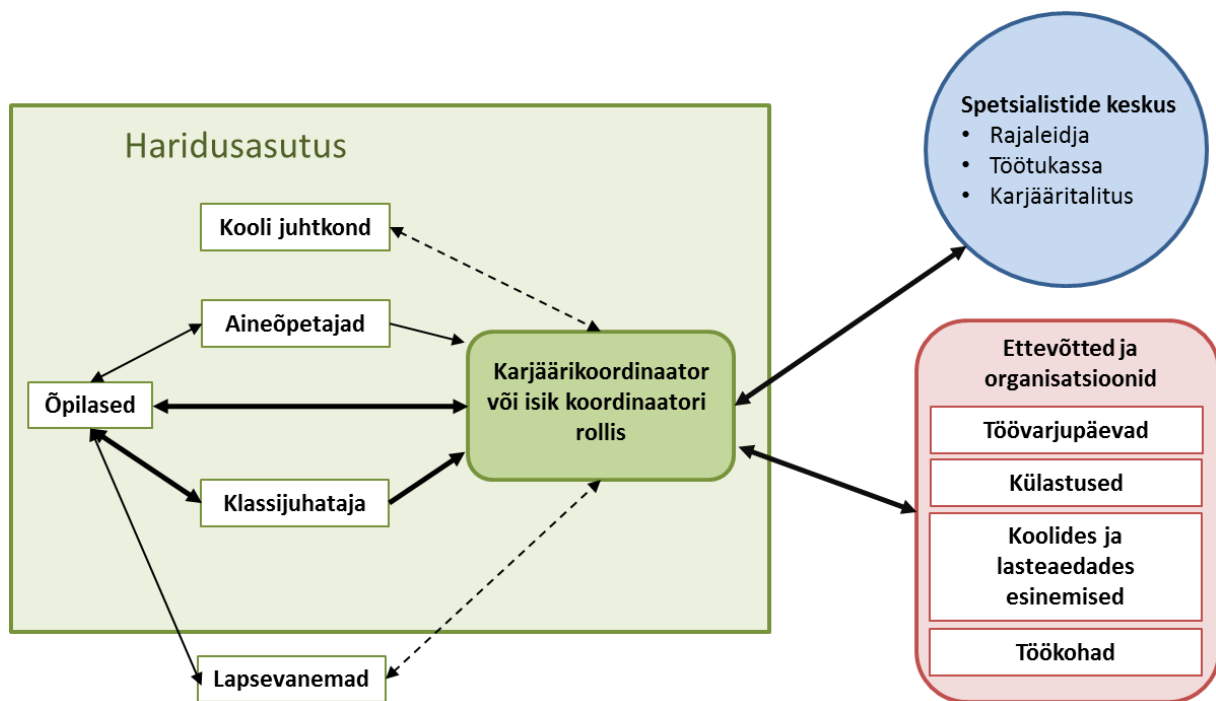 Haridusasutus
Kooli juhtkond
Aineõpetajad
Õpilased
Klassijuhataja
Lapsevanemad
Karjäärikoordinaator
või isik koordinaatori
rollis
Spetsialistide keskus
• Rajaleidja
• Töötukassa
• Karjääritalitus
Ettevõtted ja
organisatsioonid
Töövarjupäevad
Külastused
Koolides ja
lasteaedades
esinemised
Töökohad